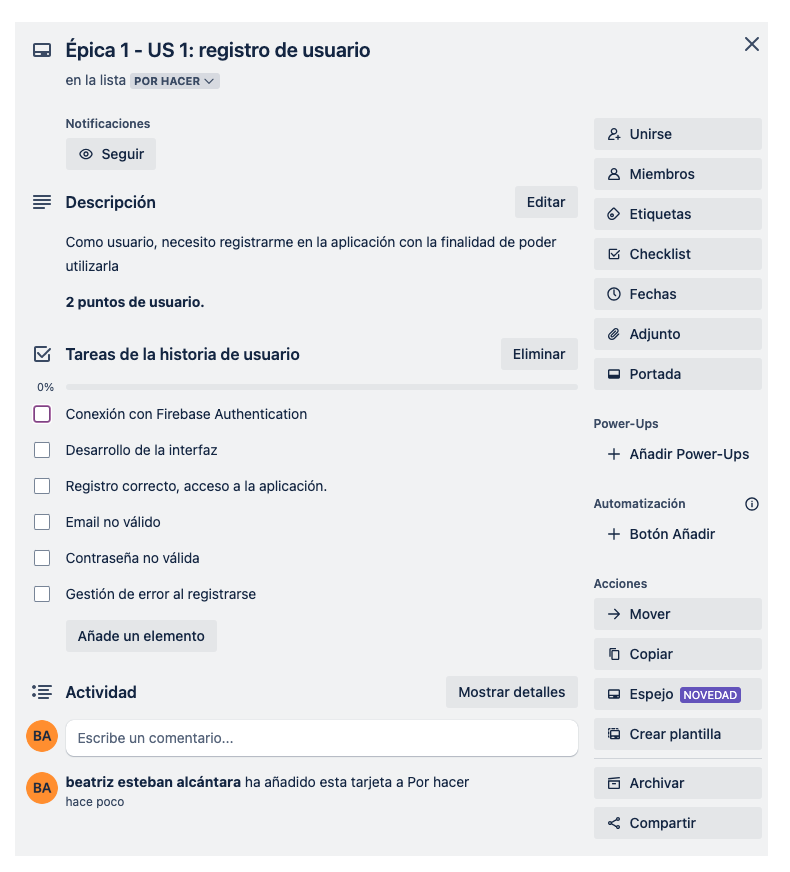 Épica 1 - US 1: registro de usuario
en la lista POR HACER
Notificaciones
Seguir
Descripción
Editar
Como usuario, necesito registrarme en la aplicación con la finalidad de poder
utilizarla
2 puntos de usuario.
Tareas de la historia de usuario
Eliminar
0%
Conexión con Firebase Authentication
Desarrollo de la interfaz
Registro correcto, acceso a la aplicación.
Email no válido
Contraseña no válida
Gestión de error al registrarse
Añade un elemento
Actividad
Mostrar detalles
BA
Escribe un comentario...
BA
beatriz esteban alcántara ha añadido esta tarjeta a Por hacer
hace poco
Unirse
Miembros
Etiquetas
Checklist
Fechas
Adjunto
Portada
Power-Ups
+ Añadir Power-Ups
Automatización
+ Botón Añadir
Acciones
Mover
Copiar
Espejo NOVEDAD
Crear plantilla
Archivar
Compartir